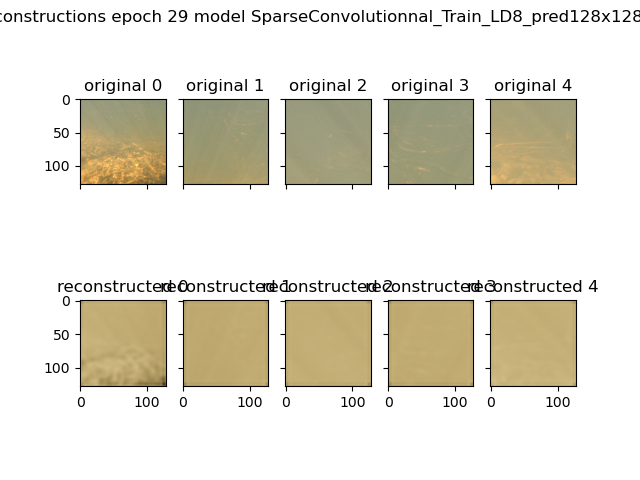 constructions epoch 29 model SparseConvolutionnal_Train_LD8_pred128x128
original 0 original 1 original 2 original 3 original 4
0
50
100
reconstructed 0 reconstructed 1 reconstructed 2 reconstructed 3 reconstructed 4
0
50
100
0 100 0 100 0 100 0 100 0 100